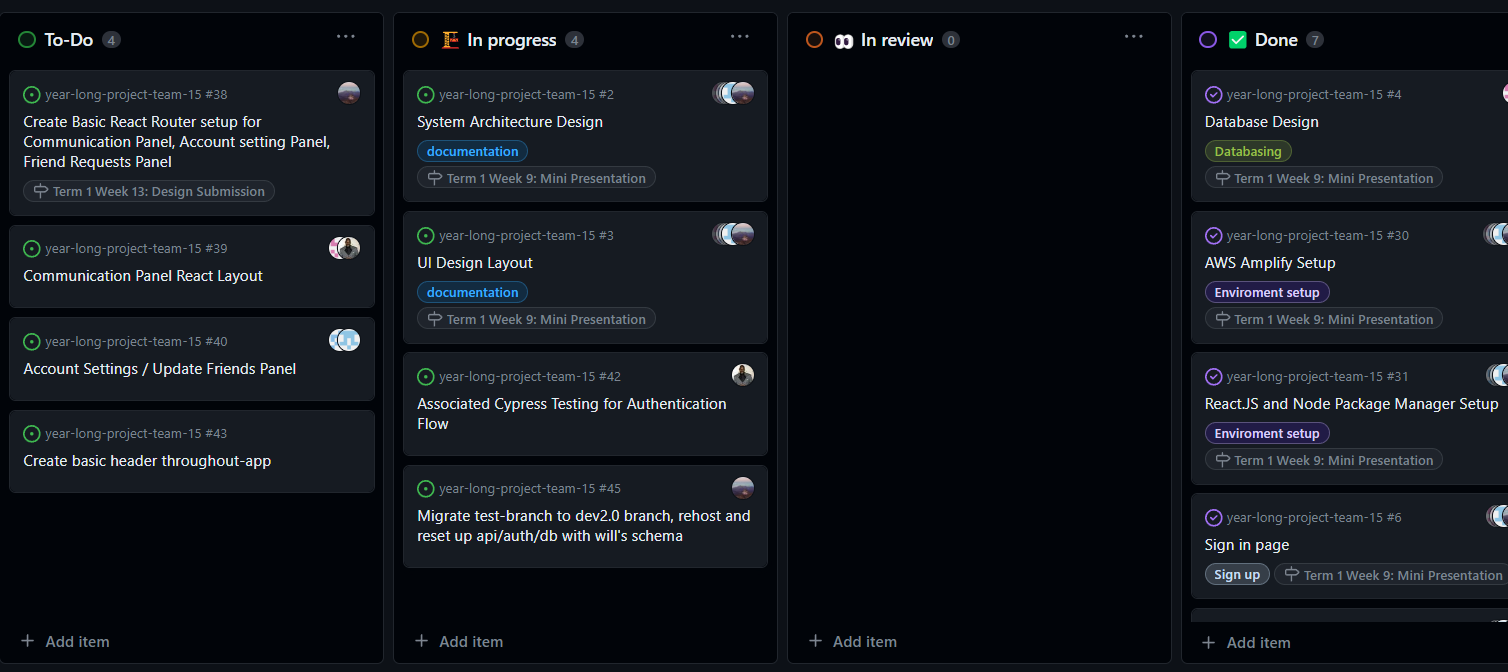 To-Do 4
year-long-project-team-15 #38
Create Basic React Router setup for
Communication Panel, Account setting Panel,
Friend Requests Panel
Term 1 Week 13: Design Submission
year-long-project-team-15 #39
Communication Panel React Layout
year-long-project-team-15 #40
Account Settings / Update Friends Panel
year-long-project-team-15 #43
Create basic header throughout-app
+ Add item
In progress 4
year-long-project-team-15 #2
System Architecture Design
documentation
Term 1 Week 9: Mini Presentation
year-long-project-team-15 #3
UI Design Layout
documentation
Term 1 Week 9: Mini Presentation
year-long-project-team-15 #42
Associated Cypress Testing for Authentication
Flow
year-long-project-team-15 #45
Migrate test-branch to dev2.0 branch, rehost and
reset up api/auth/db with will's schema
+ Add item
In review 0
+ Add item
Done 7
year-long-project-team-15 #4
Database Design
Databasing
Term 1 Week 9: Mini Presentation
year-long-project-team-15 #30
AWS Amplify Setup
Enviroment setup
Term 1 Week 9: Mini Presentation
year-long-project-team-15 #31
React.JS and Node Package Manager Setup
Enviroment setup
Term 1 Week 9: Mini Presentation
year-long-project-team-15 #6
Sign in page
Sign up Term 1 Week 9: Mini Presentation
+ Add item